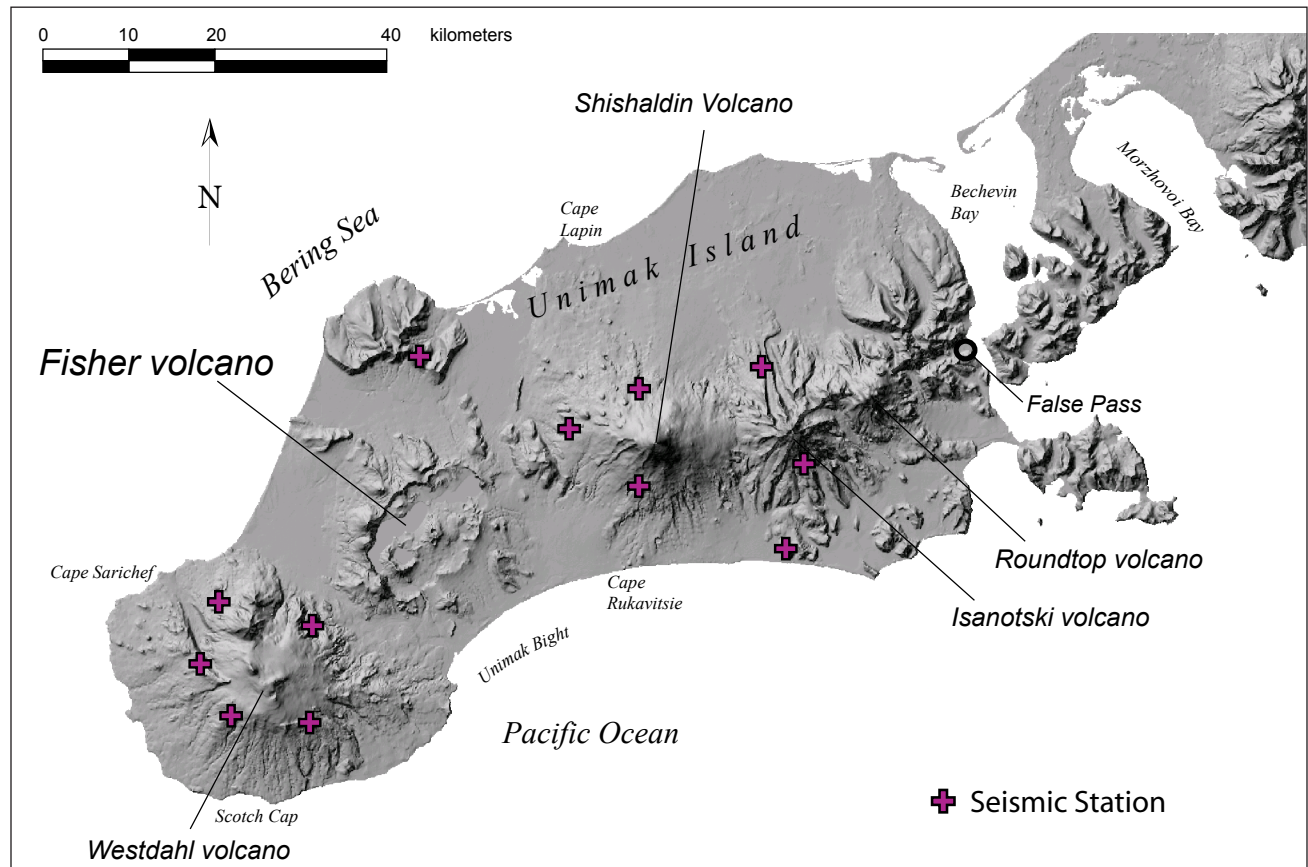 0 10 20 40 kilometers
Shishaldin Volcano
N
Bering Sea
Cape
Lapin
Unimak Island
Bechevin
Bay
Morzhovoi Bay
Fisher volcano
False Pass
Roundtop volcano
Isanotski volcano
Cape Sarichef
Cape
Rukavitsie
Unimak Bight
Pacific Ocean
Scotch Cap
Westdahl volcano
Seismic Station